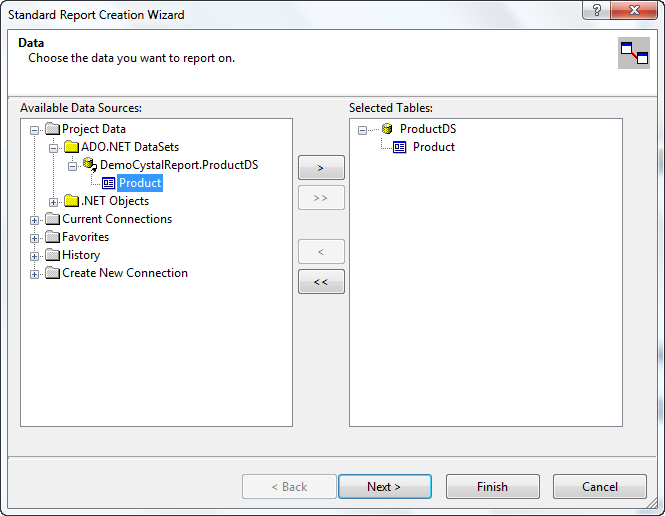 Standard Report Creation Wizard
?
Data
Choose the data you want to report on.
Available Data Sources:
Project Data
ADO.NET DataSets
DemoCystalReport.ProductDS
Product
.NET Objects
Current Connections
Favorites
History
Create New Connection
>
>>
<
<<
Selected Tables:
ProductDS
Product
< Back
Next >
Finish
Cancel